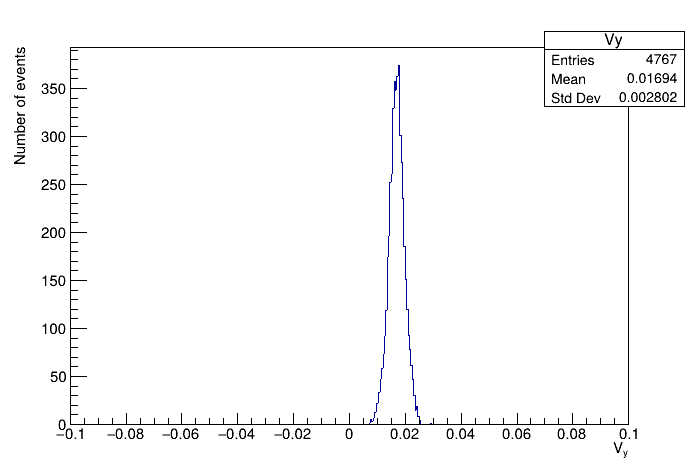 Vy
Entries 4767
Mean 0.01694
Std Dev 0.002802
Number of events
350
300
250
200
150
100
50
0
−0.1 −0.08 −0.06 −0.04 −0.02 0 0.02 0.04 0.06 0.08 0.1
Vy